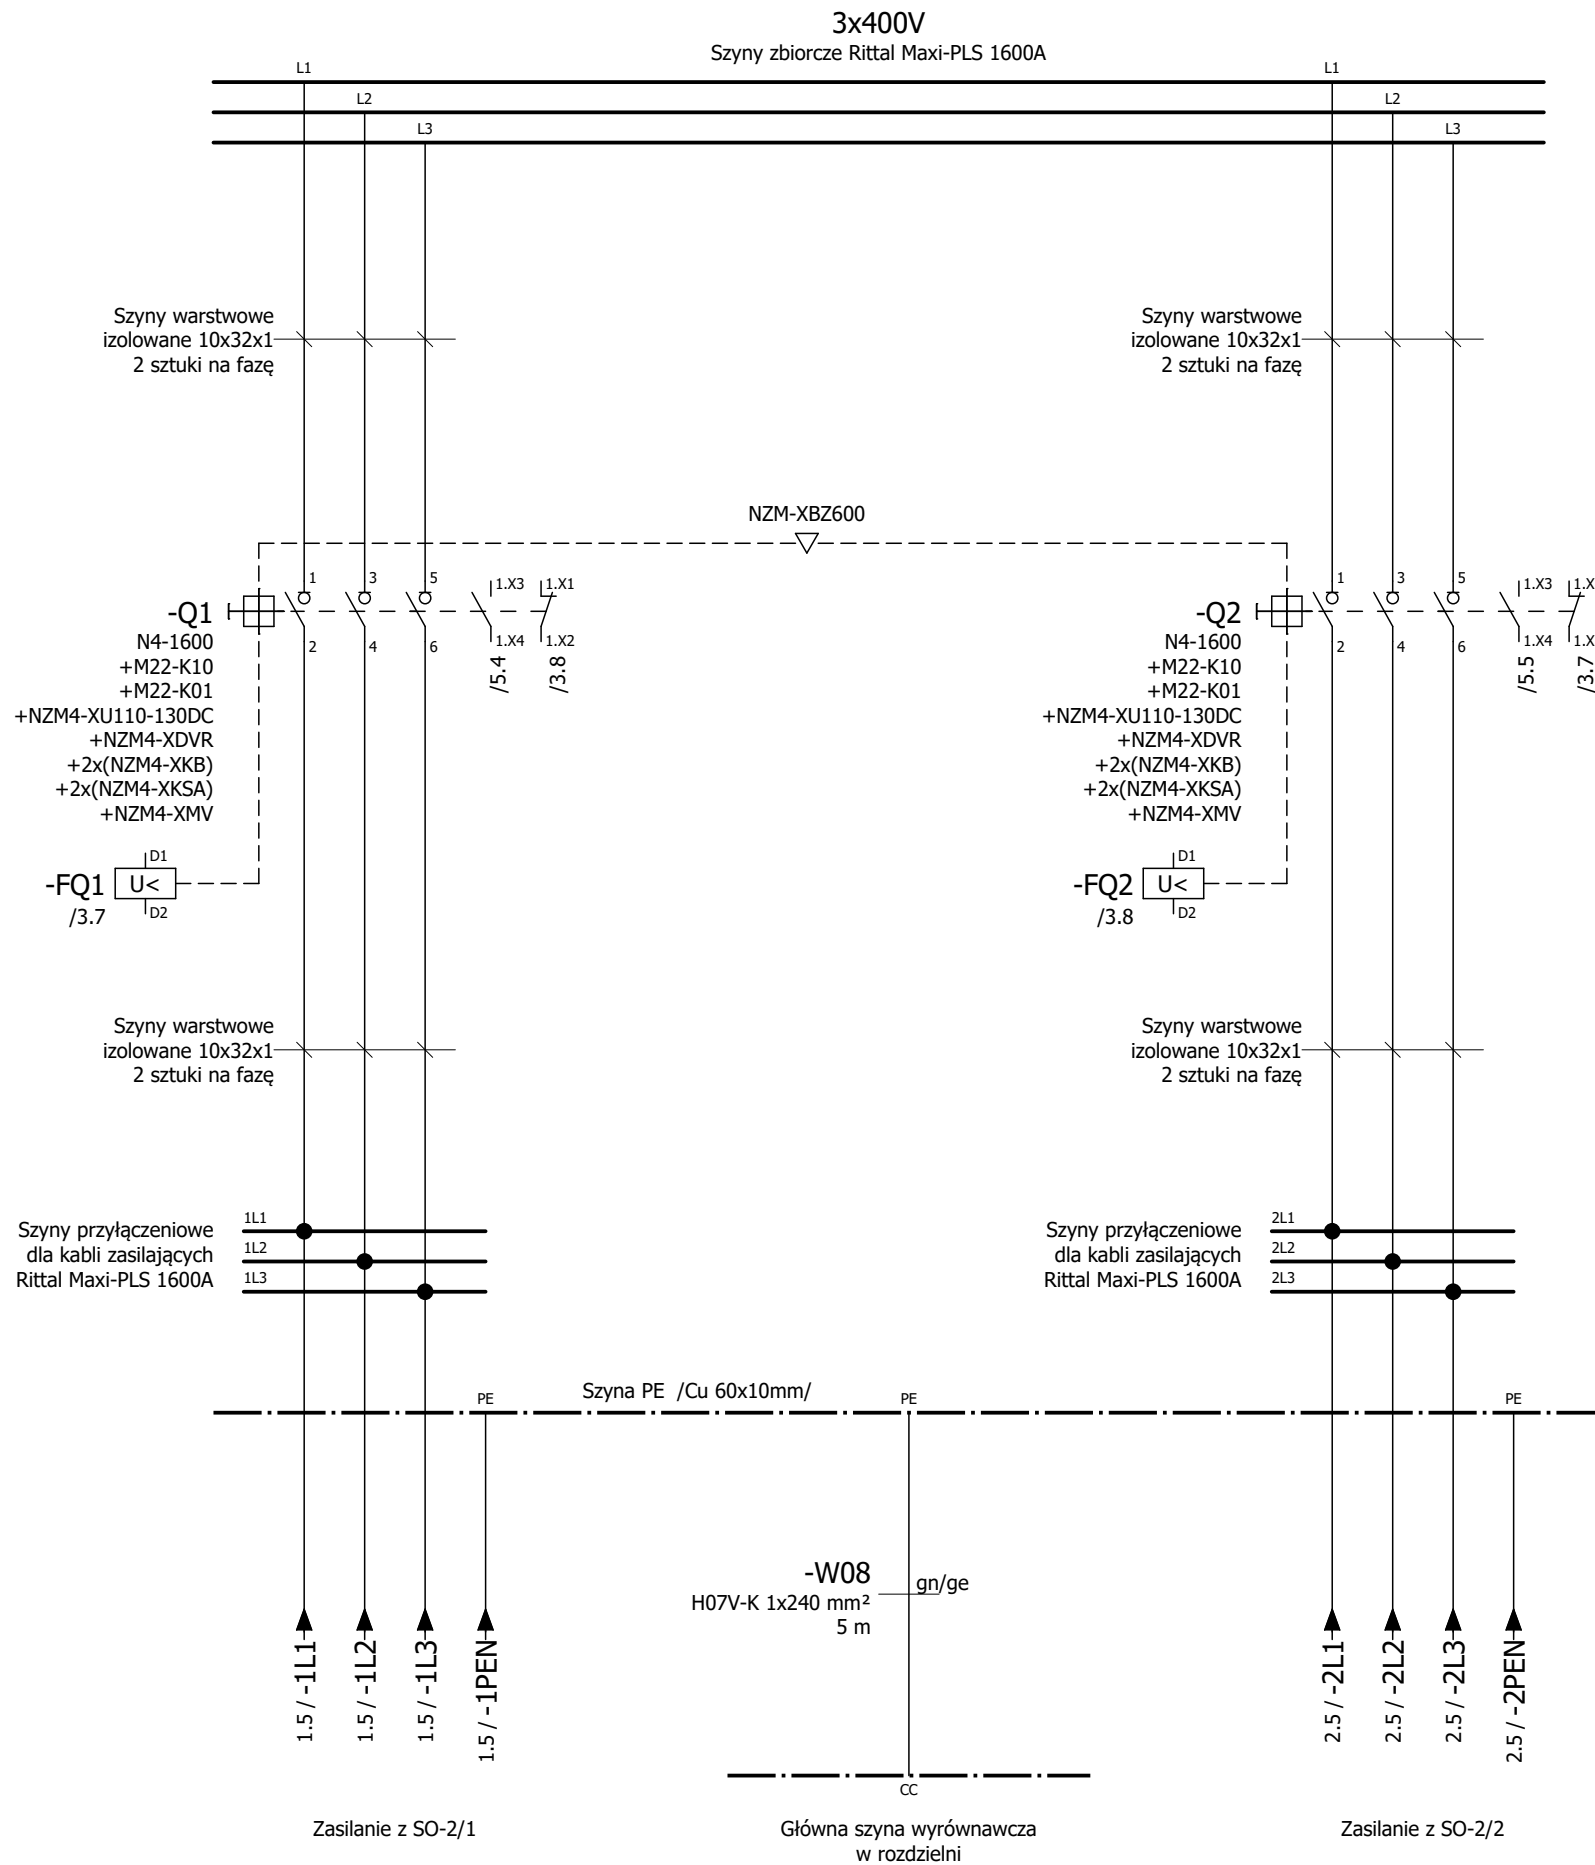 3x400V
Szyny zbiorcze Rittal Maxi-PLS 1600A
L1
L2
L3
L1
L2
L3
Szyny warstwowe
izolowane 10x32x1
2 sztuki na fazę
Szyny warstwowe
izolowane 10x32x1
2 sztuki na fazę
NZM-XBZ600
-Q1
1
3
5
1.X3
1.X1
2
4
6
1.X4
1.X2
/5.4
/3.8
N4-1600
+M22-K10
+M22-K01
+NZM4-XU110-130DC
+NZM4-XDVR
+2x(NZM4-XKB)
+2x(NZM4-XKSA)
+NZM4-XMV
-Q2
1
3
5
1.X3
1.X
2
4
6
1.X4
1.X
/5.5
/3.7
N4-1600
+M22-K10
+M22-K01
+NZM4-XU110-130DC
+NZM4-XDVR
+2x(NZM4-XKB)
+2x(NZM4-XKSA)
+NZM4-XMV
-FQ1
D1
U<
D2
/3.7
-FQ2
D1
U<
D2
/3.8
Szyny warstwowe
izolowane 10x32x1
2 sztuki na fazę
Szyny warstwowe
izolowane 10x32x1
2 sztuki na fazę
Szyny przyłączeniowe
dla kabli zasilających
Rittal Maxi-PLS 1600A
1L1
1L2
1L3
Szyny przyłączeniowe
dla kabli zasilających
Rittal Maxi-PLS 1600A
2L1
2L2
2L3
Szyna PE /Cu 60x10mm/
PE
PE
PE
-W08
H07V-K 1x240 mm²
5 m
gn/ge
1.5 / -1L1
1.5 / -1L2
1.5 / -1L3
1.5 / -1PEN
2.5 / -2L1
2.5 / -2L2
2.5 / -2L3
2.5 / -2PEN
CC
Zasilanie z SO-2/1
Główna szyna wyrównawcza
w rozdzielni
Zasilanie z SO-2/2